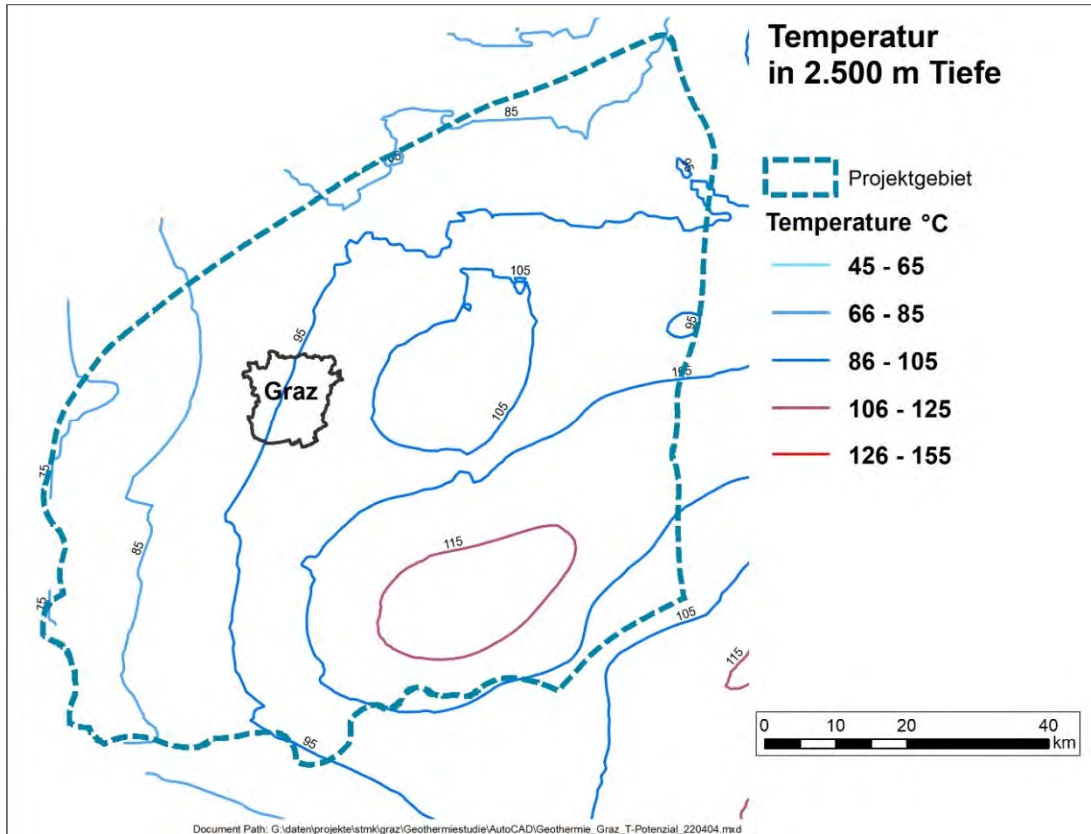 Temperatur
in 2.500 m Tiefe
Projektgebiet
Temperature °C
45 - 65
66 - 85
86 - 105
106 - 125
126 - 155
85
95
95
105
95
95
Graz
105
105
75
115
85
75
105
115
95
0 10 20 40
km
Document Path: G:\daten\projekte\stmk\graz\Geothermiestudie\AutoCAD\Geothermie_Graz_T-Potenzial_220404.mxd